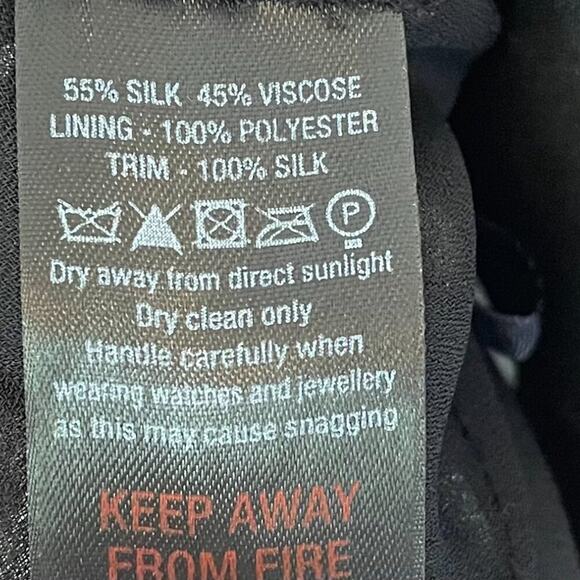 55% SILK 45% VISCOSE
LINING - 100% POLYESTER
TRIM - 100% SILK
P
Dry away from direct sunlight
Dry clean only
Handle carefully when
wearing watches and jewellery
as this may cause snagging
KEEP AWAY
FROM FIRE